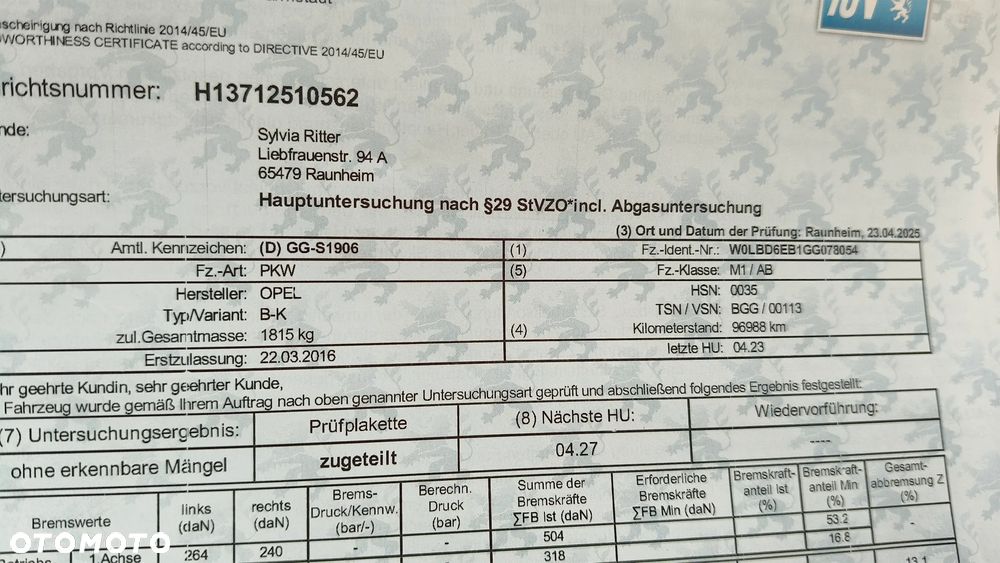 armstadt
scheinigung nach Richtlinie 2014/45/EU
WORTHINESS CERTIFICATE according to DIRECTIVE 2014/45/EU
TÜV
richtsnummer: H13712510562
nde: Sylvia Ritter
Liebfrauenstr. 94 A
65479 Raunheim
tersuchungsart: Hauptuntersuchung nach §29 StVZO*incl. Abgasuntersuchung
(3) Ort und Datum der Prüfung: Raunheim, 23.04.2025
) Amtl. Kennzeichen: (D) GG-S1906 (1) Fz.-Ident.-Nr.: W0LBD6EB1GG078054
Fz.-Art: PKW (5) Fz.-Klasse: M1 / AB
Hersteller: OPEL HSN: 0035
Typ/Variant: B-K TSN / VSN: BGG / 00113
zul.Gesamtmasse: 1815 kg (4) Kilometerstand: 96988 km
Erstzulassung: 22.03.2016 letzte HU: 04.23
hr geehrte Kundin, sehr geehrter Kunde,
Fahrzeug wurde gemäß Ihrem Auftrag nach oben genannter Untersuchungsart geprüft und abschließend folgendes Ergebnis festgestellt:
(7) Untersuchungsergebnis: Prüfplakette (8) Nächste HU: Wiedervorführung:
ohne erkennbare Mängel zugeteilt 04.27 ----
Bremswerte links (daN) rechts (daN) Brems-Druck/Kennw. (bar/-) Berechn. Druck (bar) Summe der Bremskräfte ∑FB Ist (daN) Erforderliche Bremskräfte ∑FB Min (daN) Bremskraft-anteil Ist (%) Bremskraft-anteil Min (%) Gesamt-abbremsung Z (%)
504 53.2 -
1 Achse 264 240 - - 318 16.8
13.1
OTOMOTO